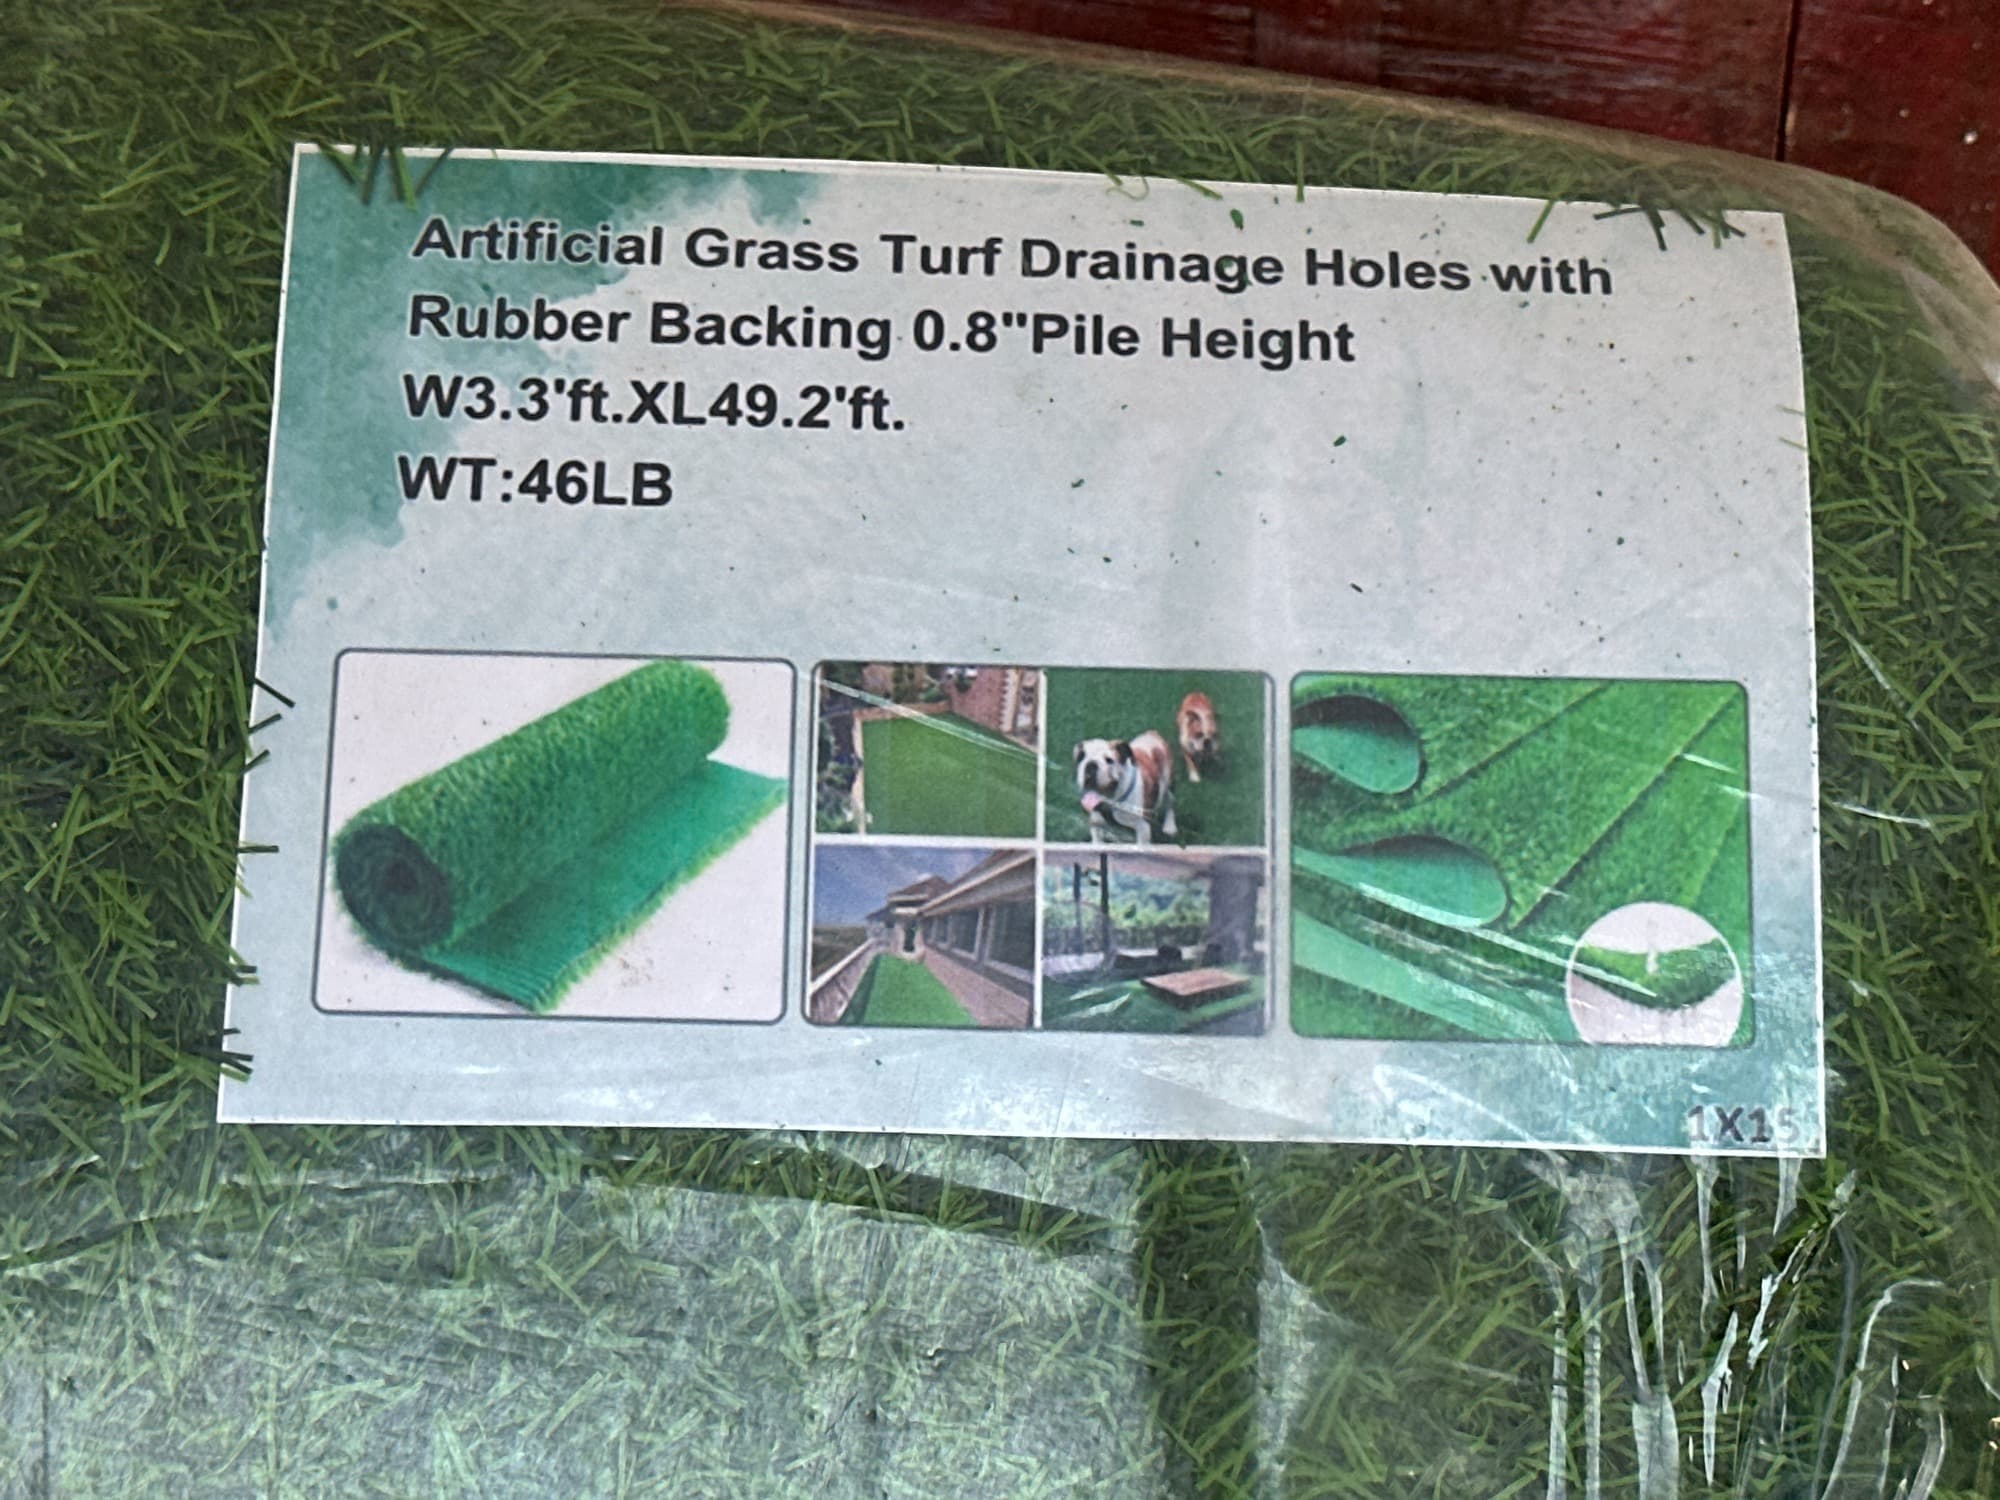 Artificial Grass Turf Drainage Holes with
Rubber Backing 0.8"Pile Height
W3.3'ft.XL49.2'ft.
WT:46LB
1X15